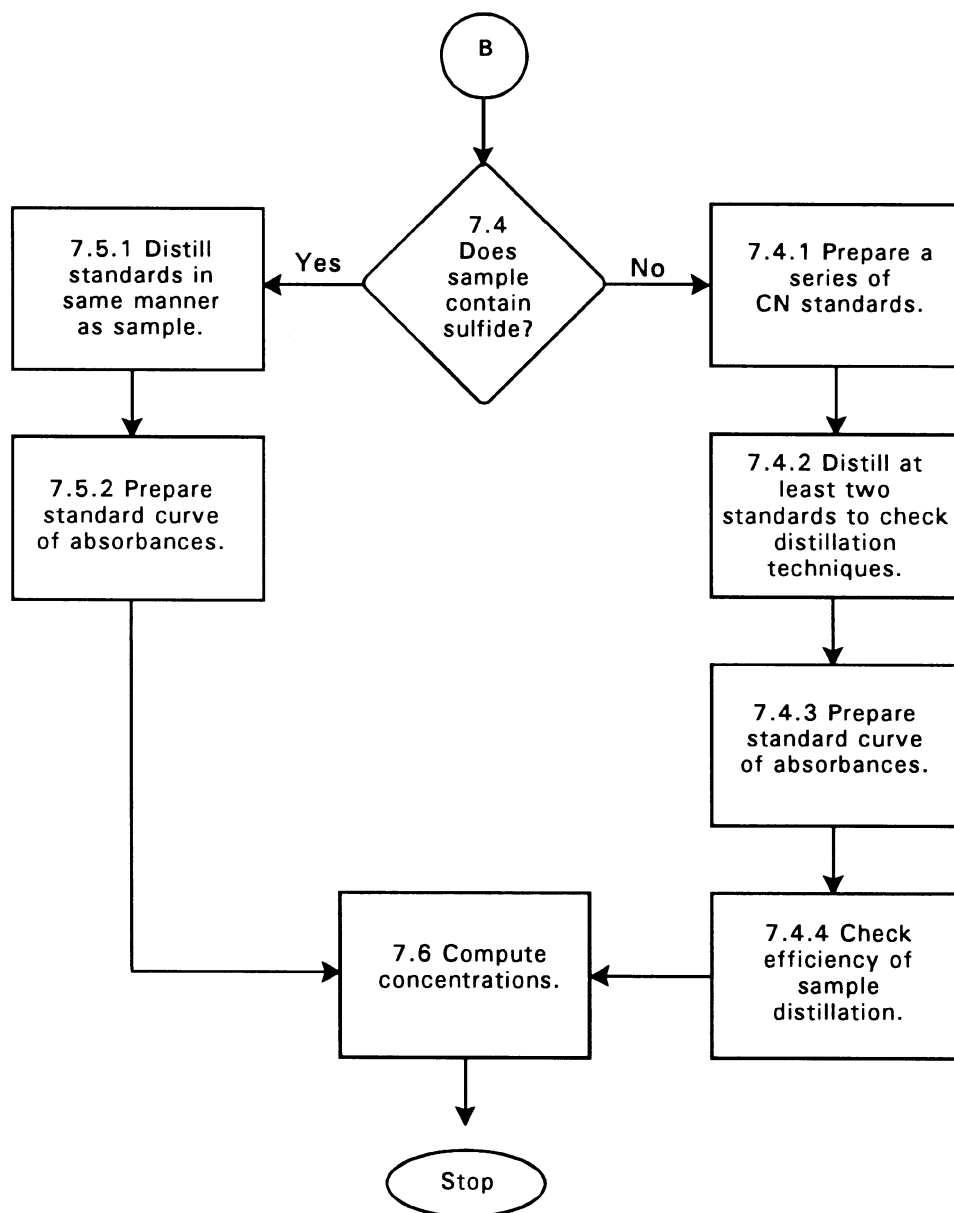 B
7.4
Does
sample
contain
sulfide?
Yes
No
7.5.1 Distill
standards in
same manner
as sample.
7.4.1 Prepare a
series of
CN standards.
7.5.2 Prepare
standard curve
of absorbances.
7.4.2 Distill at
least two
standards to check
distillation
techniques.
7.4.3 Prepare
standard curve
of absorbances.
7.4.4 Check
efficiency of
sample
distillation.
7.6 Compute
concentrations.
Stop